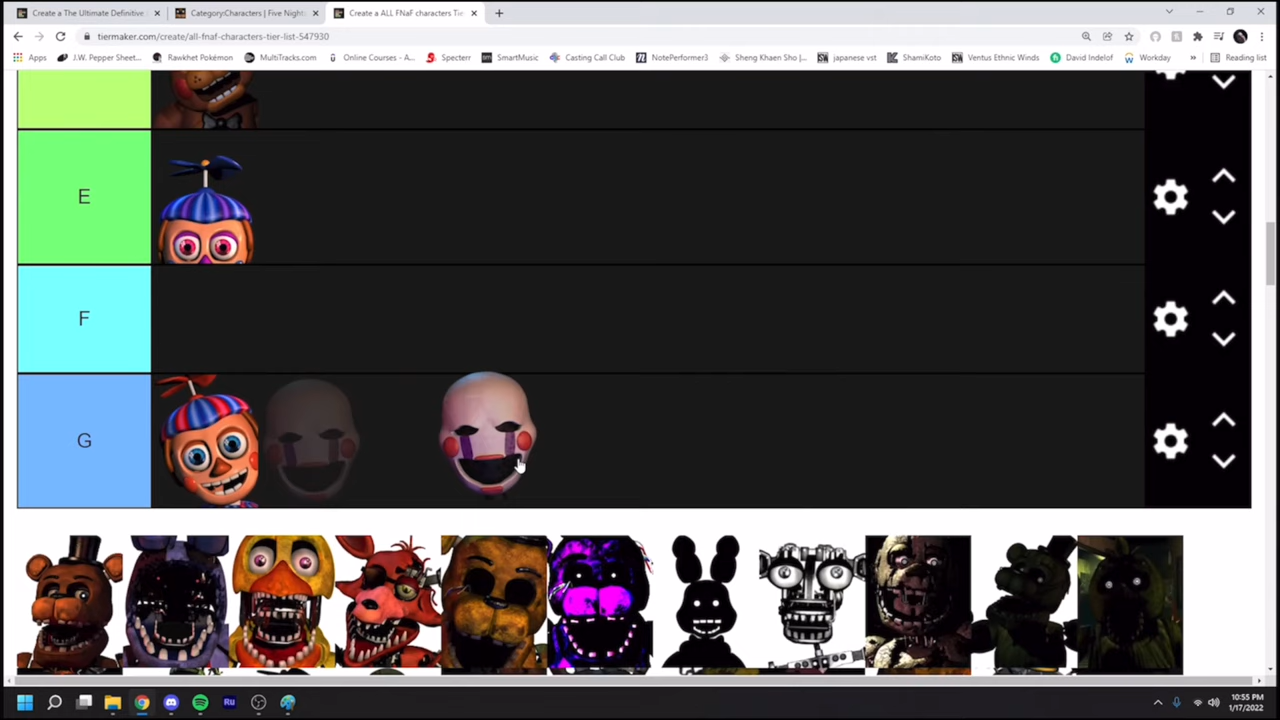 Create a The Ultimate Definitive
Category:Characters | Five Night
Create a ALL FNaF characters Tie
tiermaker.com/create/all-fnaf-characters-tier-list-547930
Apps J.W. Pepper Sheet... Rawkhet Pokémon MultiTracks.com Online Courses - A... Specterr SmartMusic Casting Call Club NotePerformer3 Sheng Khaen Sho |... japanese vst ShamiKoto Ventus Ethnic Winds David Indelof Workday » Reading list
E
F
G
Ru
10:55 PM
1/17/2022